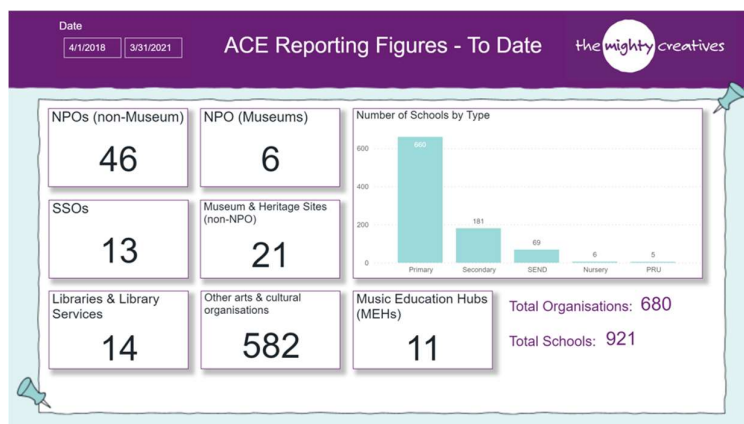 Date
4/1/2018
3/31/2021
ACE Reporting Figures - To Date
the mighty creatives
NPOs (non-Museum)
46
NPO (Museums)
6
SSOs
13
Museum & Heritage Sites
(non-NPO)
21
Libraries & Library
Services
14
Other arts & cultural
organisations
582
Music Education Hubs
(MEHs)
11
Number of Schools by Type
600
400
200
0
660
181
69
6
5
Primary
Secondary
SEND
Nursery
PRU
Total Organisations: 680
Total Schools: 921